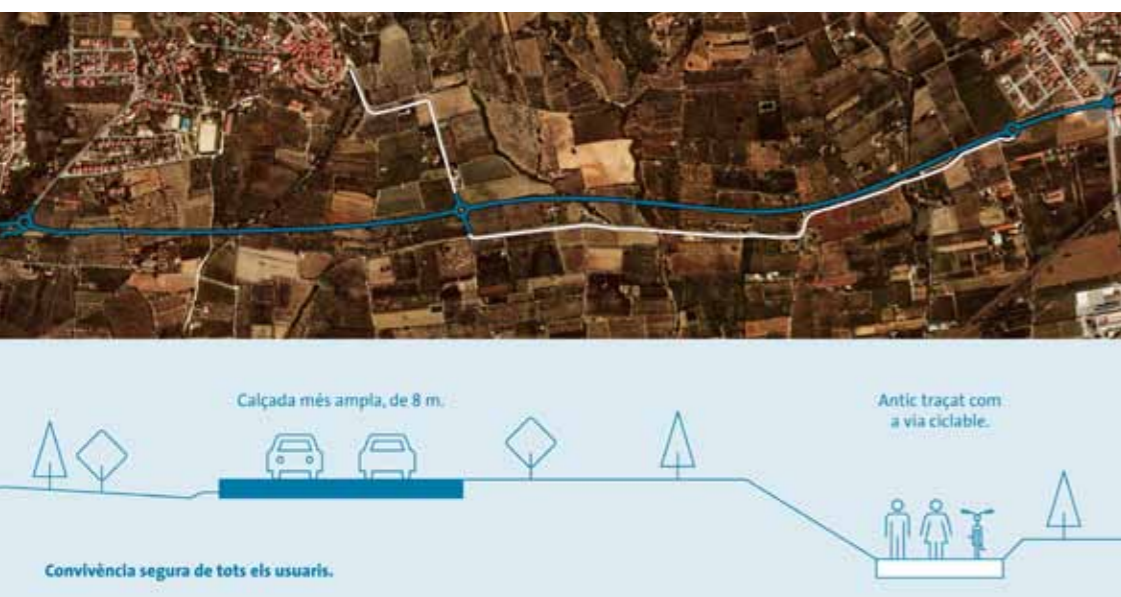 Calçada més ampla, de 8 m.
Antic traçat com
a via ciclable.
Convivència segura de tots els usuaris.